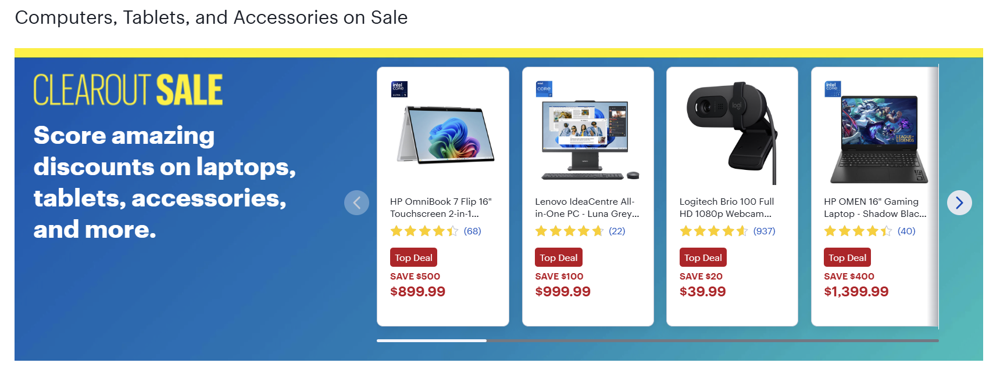 Computers, Tablets, and Accessories on Sale
CLEAROUT SALE
Score amazing
discounts on laptops,
tablets, accessories,
and more.
intel
CORE
ULTRA 5
HP OmniBook 7 Flip 16"
Touchscreen 2-in-1...
(68)
Top Deal
SAVE $500
$899.99
intel
CORE
i7
Lenovo IdeaCentre All-
in-One PC - Luna Grey...
(22)
Top Deal
SAVE $100
$999.99
logi
Logitech Brio 100 Full
HD 1080p Webcam...
(937)
Top Deal
SAVE $20
$39.99
intel
CORE
LEAGUE OF
LEGENDS
HP OMEN 16" Gaming
Laptop - Shadow Blac...
(40)
Top Deal
SAVE $400
$1,399.99